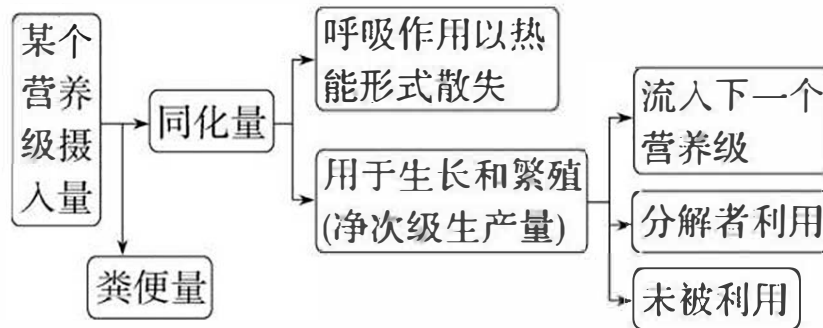 某个
营养
级摄
入量
同化量
粪便量
呼吸作用以热
能形式散失
用于生长和繁殖
(净次级生产量)
流入下一个
营养级
分解者利用
未被利用